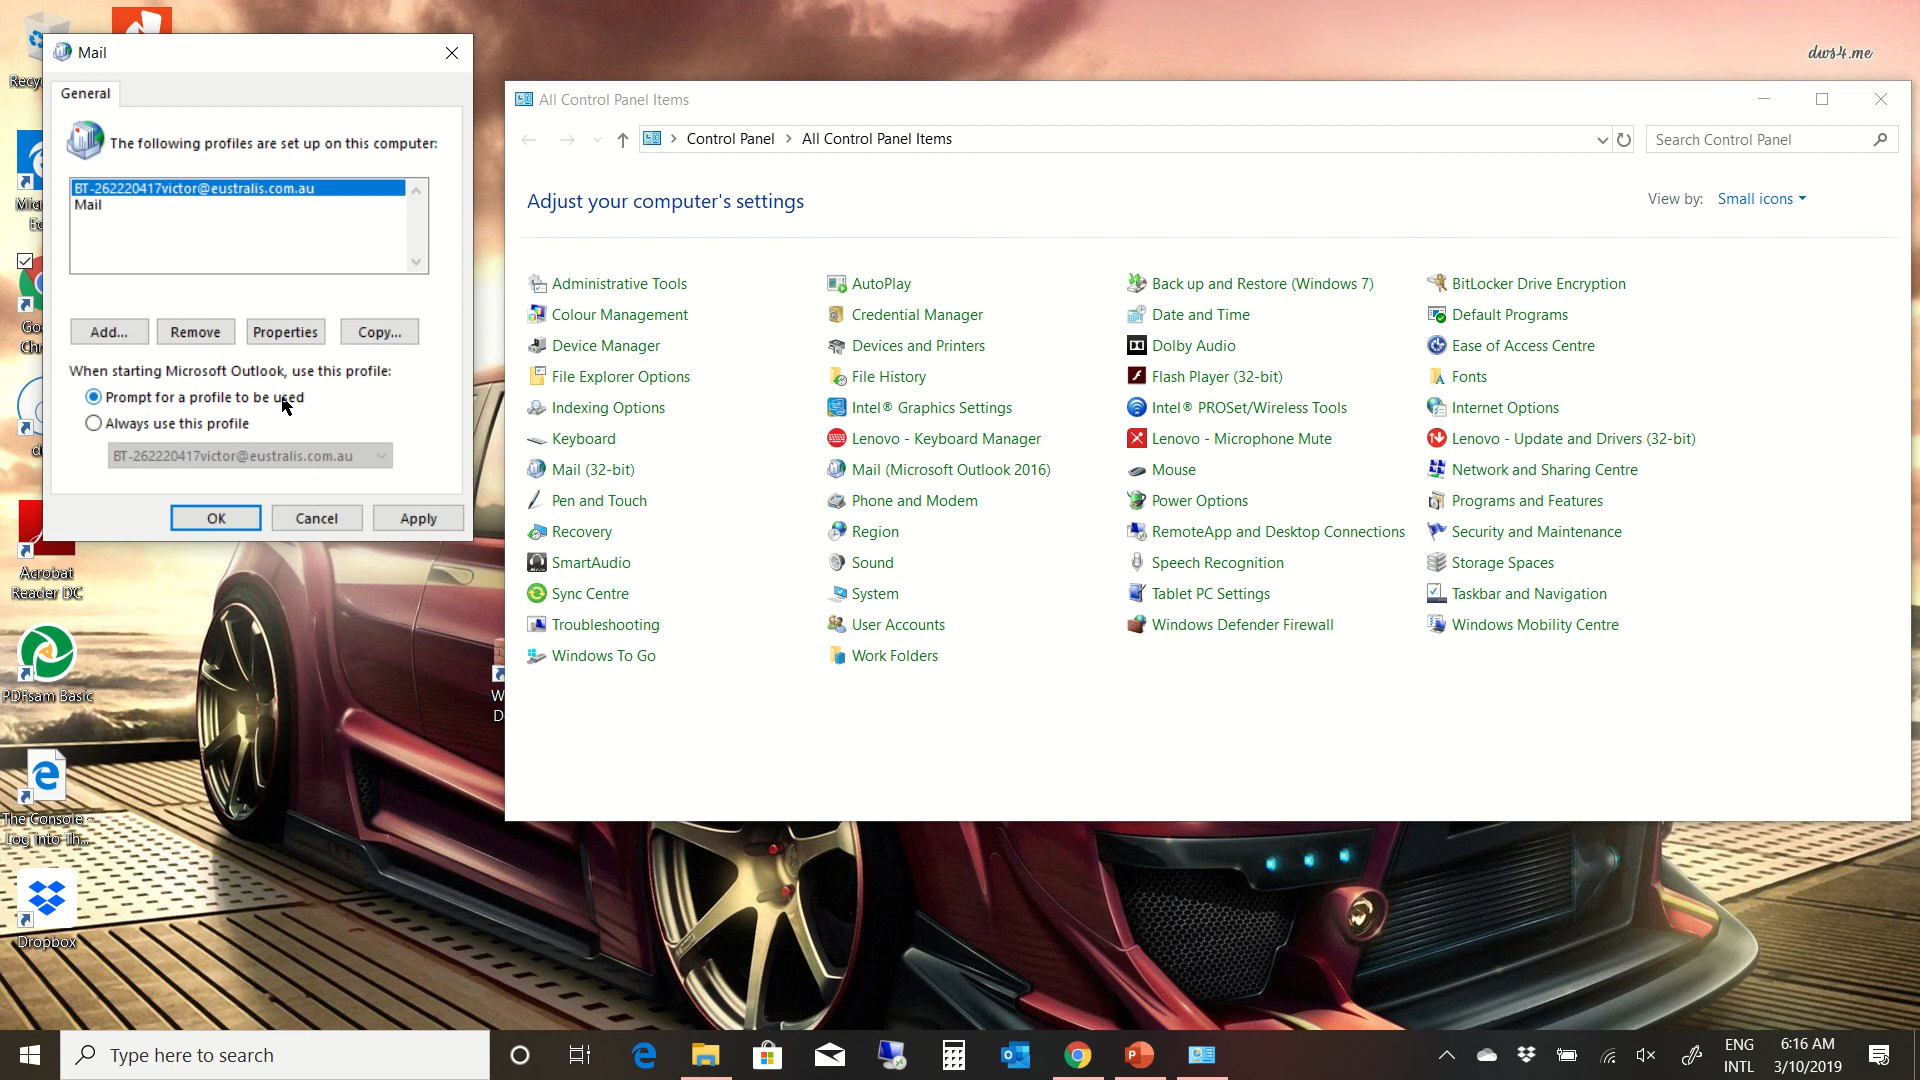 Mail
General
The following profiles are set up on this computer:
BT-262220417victor@eustralis.com.au
Mail
Add...
Remove
Properties
Copy...
When starting Microsoft Outlook, use this profile:
Prompt for a profile to be used
Always use this profile
BT-262220417victor@eustralis.com.au
OK
Cancel
Apply
dws4.me
All Control Panel Items
Control Panel
All Control Panel Items
Search Control Panel
Adjust your computer's settings
View by:
Small icons
Administrative Tools
AutoPlay
Back up and Restore (Windows 7)
BitLocker Drive Encryption
Colour Management
Credential Manager
Date and Time
Default Programs
Device Manager
Devices and Printers
Dolby Audio
Ease of Access Centre
File Explorer Options
File History
Flash Player (32-bit)
Fonts
Indexing Options
Intel® Graphics Settings
Intel® PROSet/Wireless Tools
Internet Options
Keyboard
Lenovo - Keyboard Manager
Lenovo - Microphone Mute
Lenovo - Update and Drivers (32-bit)
Mail (32-bit)
Mail (Microsoft Outlook 2016)
Mouse
Network and Sharing Centre
Pen and Touch
Phone and Modem
Power Options
Programs and Features
Recovery
Region
RemoteApp and Desktop Connections
Security and Maintenance
SmartAudio
Sound
Speech Recognition
Storage Spaces
Sync Centre
System
Tablet PC Settings
Taskbar and Navigation
Troubleshooting
User Accounts
Windows Defender Firewall
Windows Mobility Centre
Windows To Go
Work Folders
Acrobat
Reader DC
PDFsam Basic
The Console -
Log into Th...
Dropbox
Type here to search
ENG
INTL
6:16 AM
3/10/2019